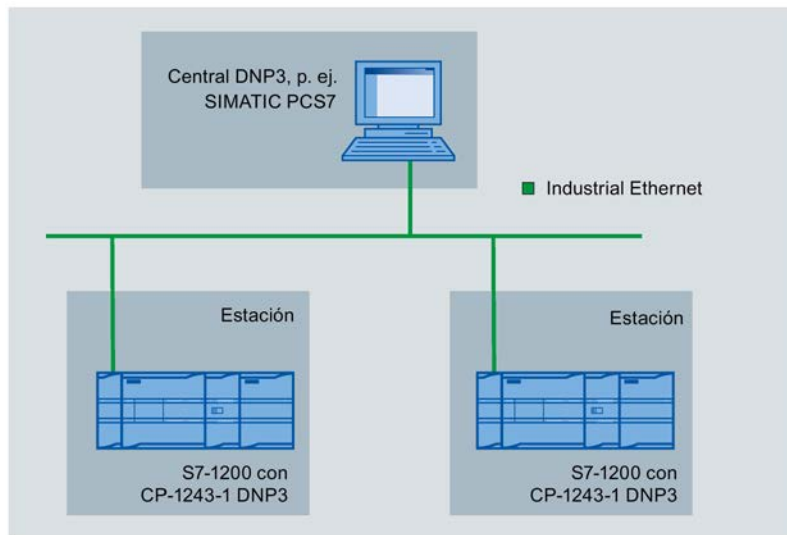 Central DNP3, p. ej.
SIMATIC PCS7
Industrial Ethernet
Estación
S7-1200 con
CP-1243-1 DNP3
Estación
S7-1200 con
CP-1243-1 DNP3